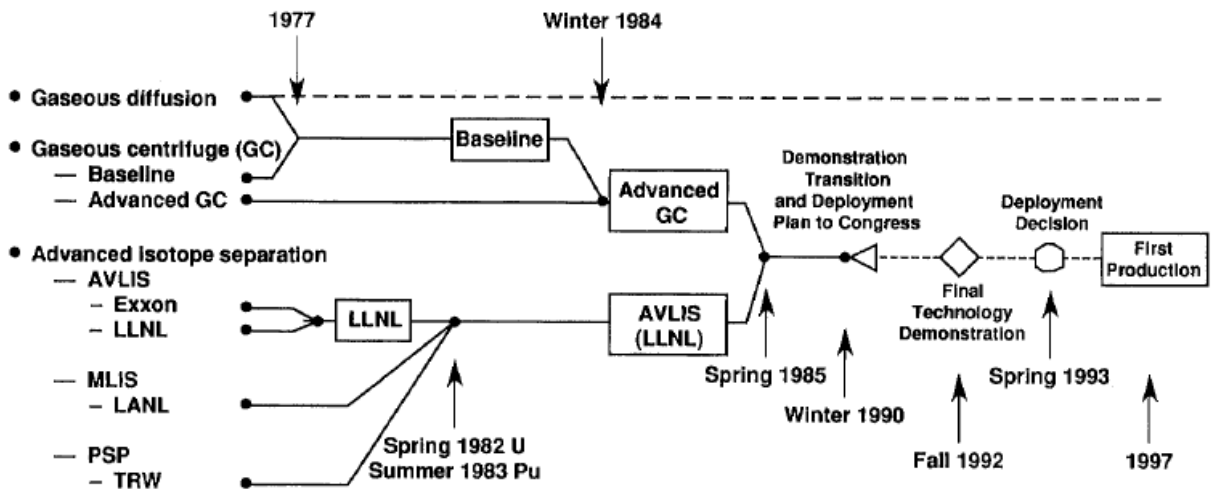 1977
Winter 1984
• Gaseous diffusion
• Gaseous centrifuge (GC)
— Baseline
— Advanced GC
Baseline
Advanced
GC
Demonstration
Transition
and Deployment
Plan to Congress
Deployment
Decision
First
Production
• Advanced isotope separation
— AVLIS
– Exxon
– LLNL
LLNL
AVLIS
(LLNL)
Final
Technology
Demonstration
— MLIS
– LANL
Spring 1985
Spring 1993
Winter 1990
— PSP
– TRW
Spring 1982 U
Summer 1983 Pu
Fall 1992
1997